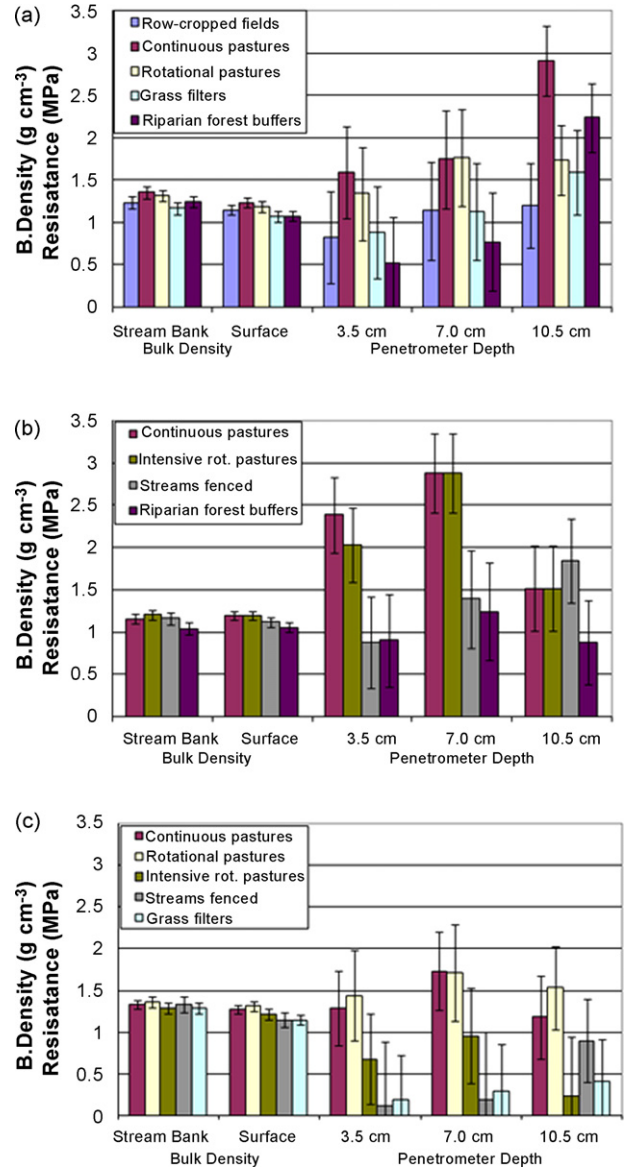 (a)
3.5
3
2.5
2
1.5
1
0.5
0
B.Density (g cm⁻³)
Resisatance (MPa)
Row-cropped fields
Continuous pastures
Rotational pastures
Grass filters
Riparian forest buffers
Stream Bank Surface 3.5 cm 7.0 cm 10.5 cm
Bulk Density Penetrometer Depth
(b)
3.5
3
2.5
2
1.5
1
0.5
0
B.Density (g cm⁻³)
Resisatance (MPa)
Continuous pastures
Intensive rot. pastures
Streams fenced
Riparian forest buffers
Stream Bank Surface 3.5 cm 7.0 cm 10.5 cm
Bulk Density Penetrometer Depth
(c)
3.5
3
2.5
2
1.5
1
0.5
0
B.Density (g cm⁻³)
Resisatance (MPa)
Continuous pastures
Rotational pastures
Intensive rot. pastures
Streams fenced
Grass filters
Stream Bank Surface 3.5 cm 7.0 cm 10.5 cm
Bulk Density Penetrometer Depth